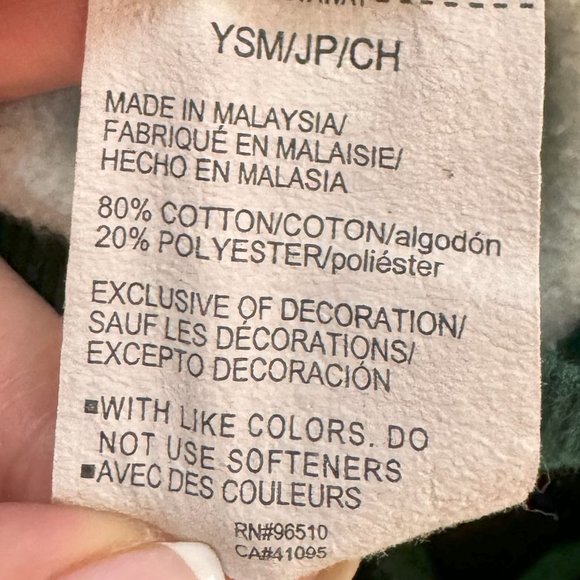 YSM/JP/CH
MADE IN MALAYSIA/
FABRIQUÉ EN MALAISIE/
HECHO EN MALASIA
80% COTTON/COTON/algodón
20% POLYESTER/poliéster
EXCLUSIVE OF DECORATION/
SAUF LES DÉCORATIONS/
EXCEPTO DECORACIÓN
WITH LIKE COLORS. DO
NOT USE SOFTENERS
AVEC DES COULEURS
RN#96510
CA#41095